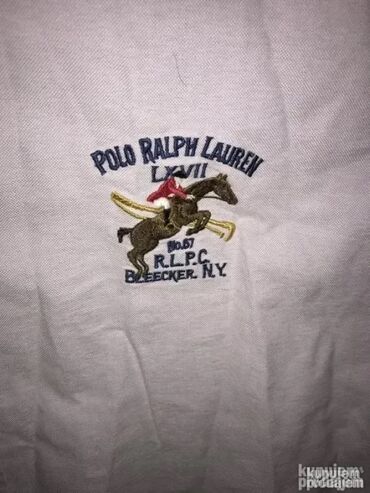 POLO RALPH LAUREN
LXVII
No.67
R.L.P.C.
BLEECKER. N.Y.
kupujem
prodajem